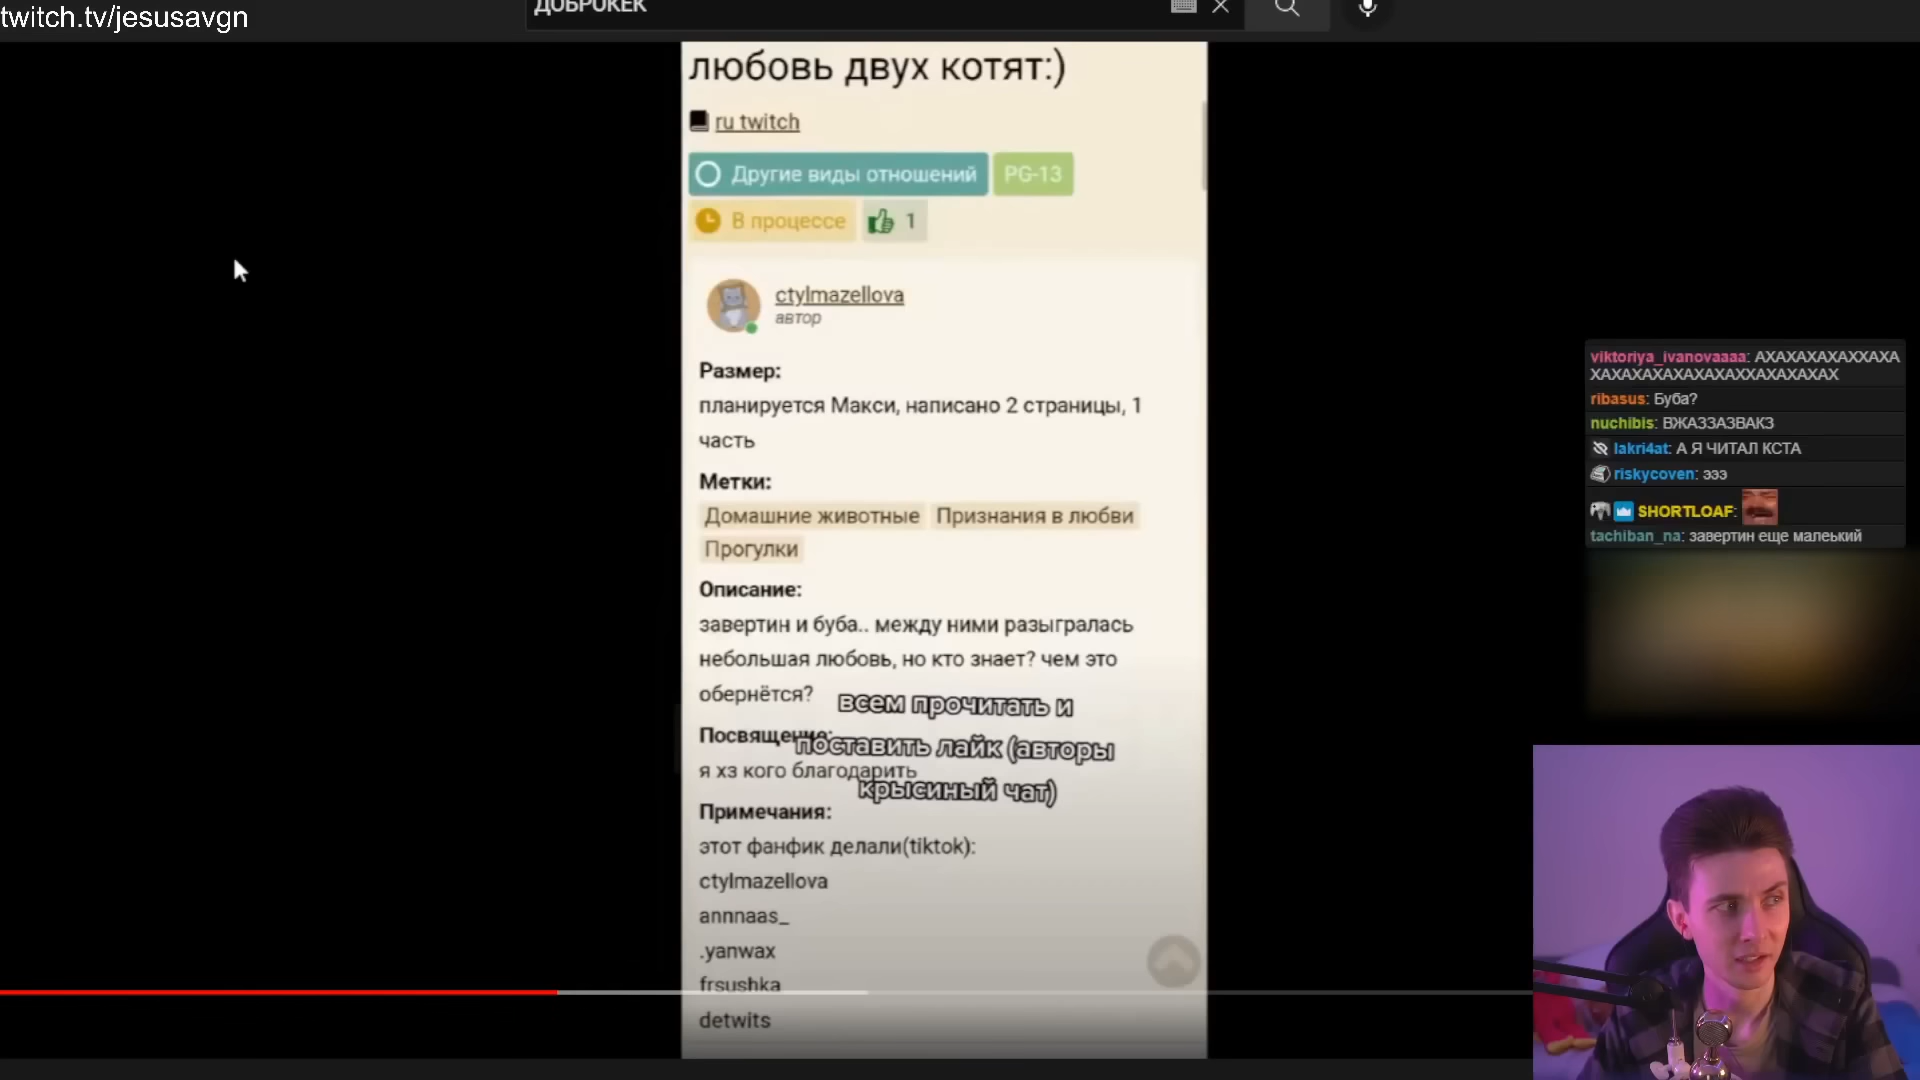 twitch.tv/jesusavgn
ДОБРОКЕК
любовь двух котят:)
ru twitch
Другие виды отношений
PG-13
В процессе
1
ctylmazellova
автор
Размер:
планируется Макси, написано 2 страницы, 1
часть
Метки:
Домашние животные
Признания в любви
Прогулки
Описание:
завертин и буба.. между ними разыгралась
небольшая любовь, но кто знает? чем это
обернётся?
всем прочитать и
Посвящение:
поставить лайк (авторы
я хз кого благодарить
крысиный чат)
Примечания:
этот фанфик делали(tiktok):
ctylmazellova
annnaas_
.yanwax
frsushka
detwits
viktoriya_ivanovaaaa: АХАХАХАХАХХАХА
ХАХАХАХАХАХАХАХХАХАХАХАХ
ribasus: Буба?
nuchibis: ВЖАЗЗАЗВАКЗ
lakri4at: А Я ЧИТАЛ КСТА
riskycoven: эээ
SHORTLOAF:
tachiban_na: завертин еще малеький